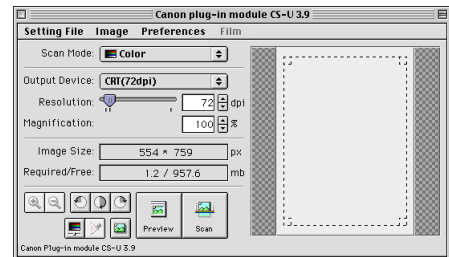 Canon plug-in module CS-U 3.9
Setting File Image Preferences Film
Scan Mode: Color
Output Device: CRT(72dpi)
Resolution: 72 dpi
Magnification: 100 %
Image Size: 554 × 759 px
Required/Free: 1.2 / 957.6 mb
Preview Scan
Canon Plug-in module CS-U 3.9